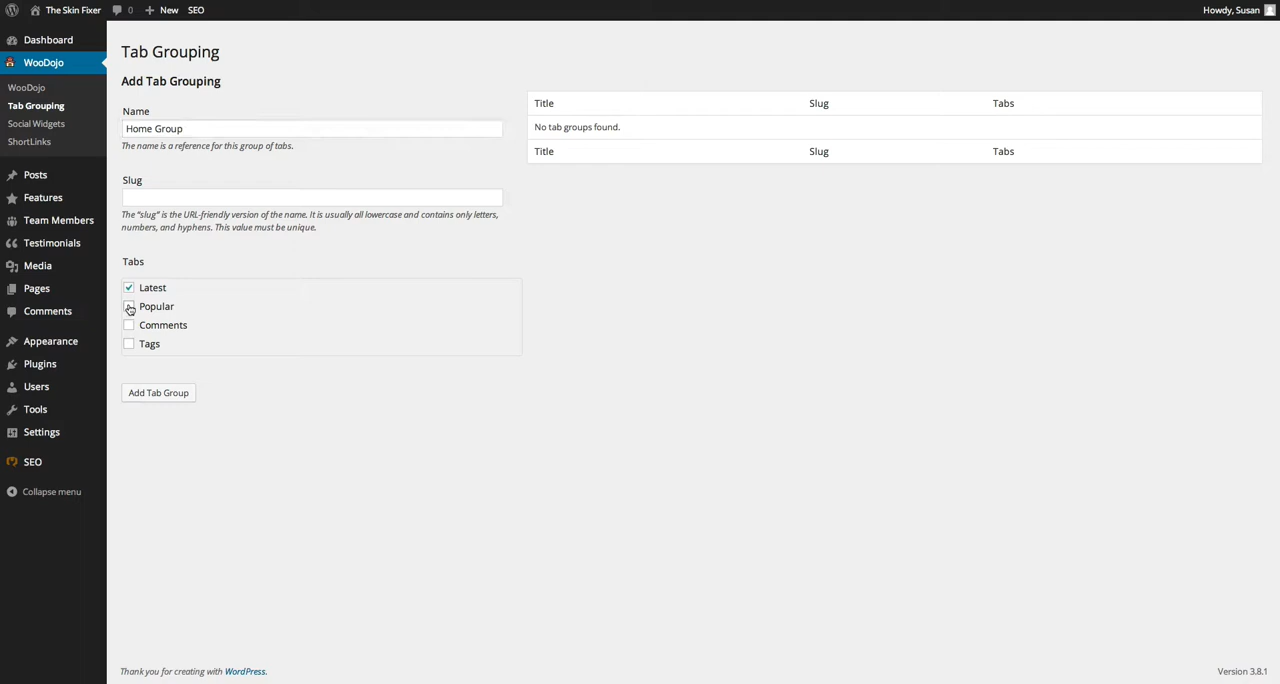 The Skin Fixer 0 New SEO Howdy, Susan
Dashboard
WooDojo
WooDojo
Tab Grouping
Social Widgets
ShortLinks
Posts
Features
Team Members
Testimonials
Media
Pages
Comments
Appearance
Plugins
Users
Tools
Settings
SEO
Collapse menu
Tab Grouping
Add Tab Grouping
Name
Home Group
The name is a reference for this group of tabs.
Slug
The "slug" is the URL-friendly version of the name. It is usually all lowercase and contains only letters,
numbers, and hyphens. This value must be unique.
Tabs
Latest
Popular
Comments
Tags
Add Tab Group
Title Slug Tabs
No tab groups found.
Title Slug Tabs
Thank you for creating with WordPress.
Version 3.8.1